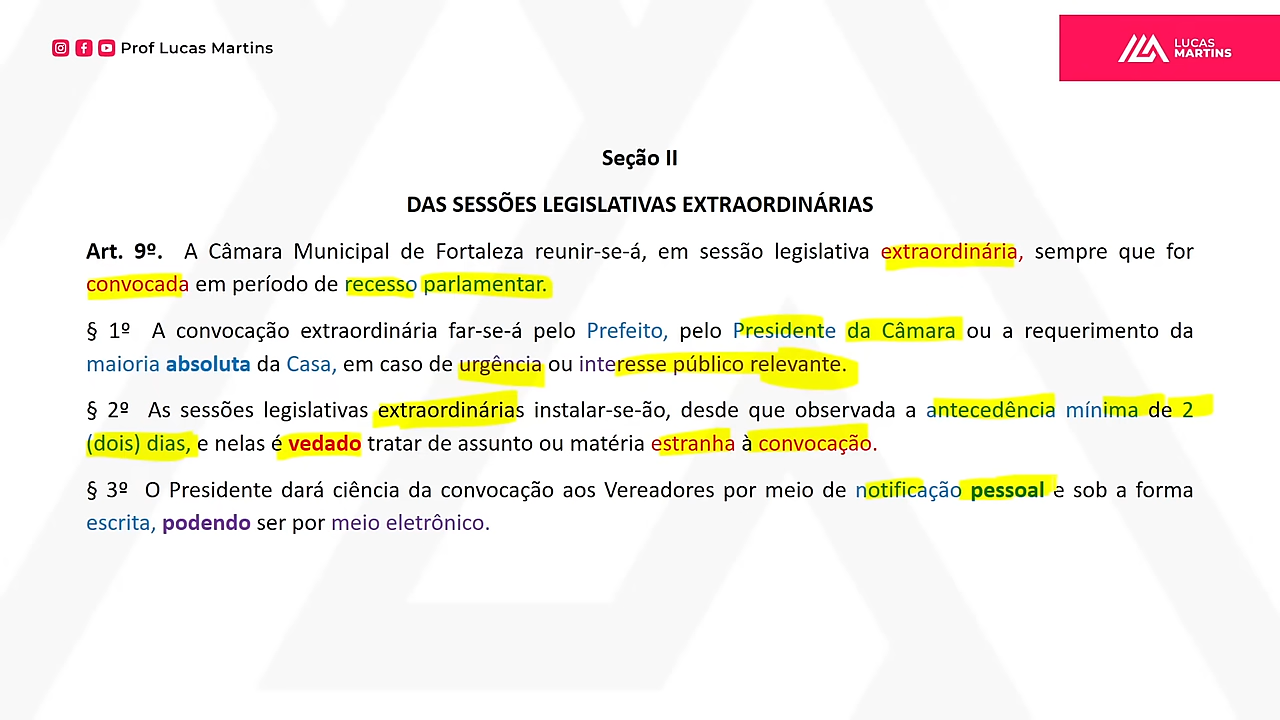 Prof Lucas Martins
LUCAS
MARTINS
Seção II
DAS SESSÕES LEGISLATIVAS EXTRAORDINÁRIAS
Art. 9º. A Câmara Municipal de Fortaleza reunir-se-á, em sessão legislativa extraordinária, sempre que for
convocada em período de recesso parlamentar.
§ 1º A convocação extraordinária far-se-á pelo Prefeito, pelo Presidente da Câmara ou a requerimento da
maioria absoluta da Casa, em caso de urgência ou interesse público relevante.
§ 2º As sessões legislativas extraordinárias instalar-se-ão, desde que observada a antecedência mínima de 2
(dois) dias, e nelas é vedado tratar de assunto ou matéria estranha à convocação.
§ 3º O Presidente dará ciência da convocação aos Vereadores por meio de notificação pessoal e sob a forma
escrita, podendo ser por meio eletrônico.